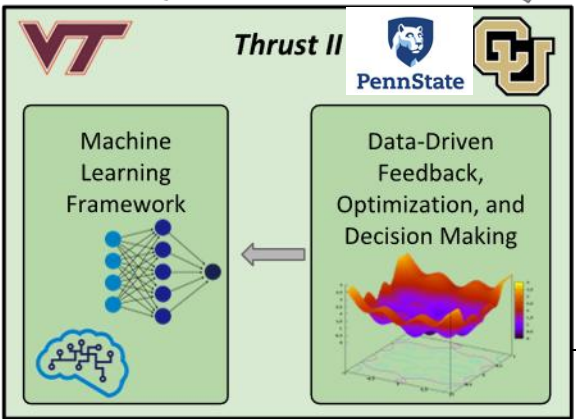 VT
Thrust II
PennState
CU
Machine
Learning
Framework
Data-Driven
Feedback,
Optimization, and
Decision Making